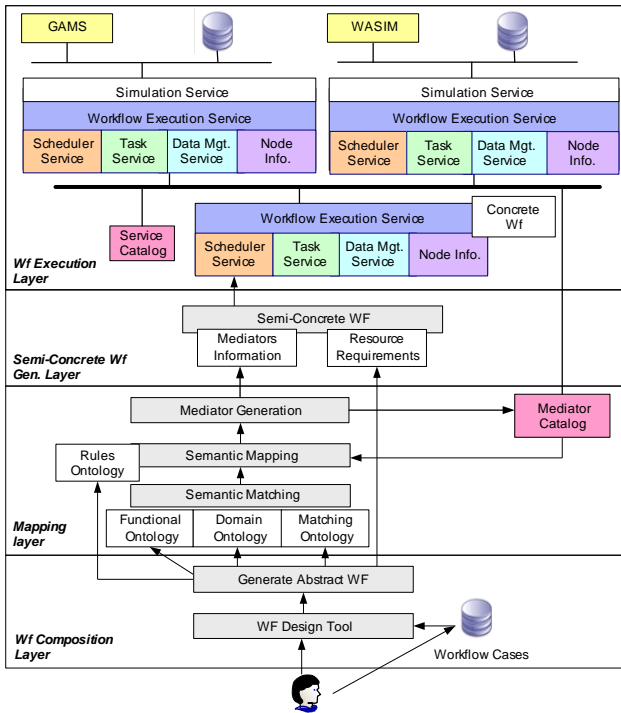 GAMS
WASIM
Simulation Service
Simulation Service
Workflow Execution Service
Workflow Execution Service
Scheduler
Service
Task
Service
Data Mgt.
Service
Node
Info.
Scheduler
Service
Task
Service
Data Mgt.
Service
Node
Info.
Service
Catalog
Workflow Execution Service
Concrete
Wf
Scheduler
Service
Task
Service
Data Mgt.
Service
Node Info.
Wf Execution
Layer
Semi-Concrete WF
Mediators
Information
Resource
Requirements
Semi-Concrete Wf
Gen. Layer
Mediator Generation
Mediator
Catalog
Rules
Ontology
Semantic Mapping
Semantic Matching
Functional
Ontology
Domain
Ontology
Matching
Ontology
Mapping
layer
Generate Abstract WF
WF Design Tool
Wf Composition
Layer
Workflow Cases